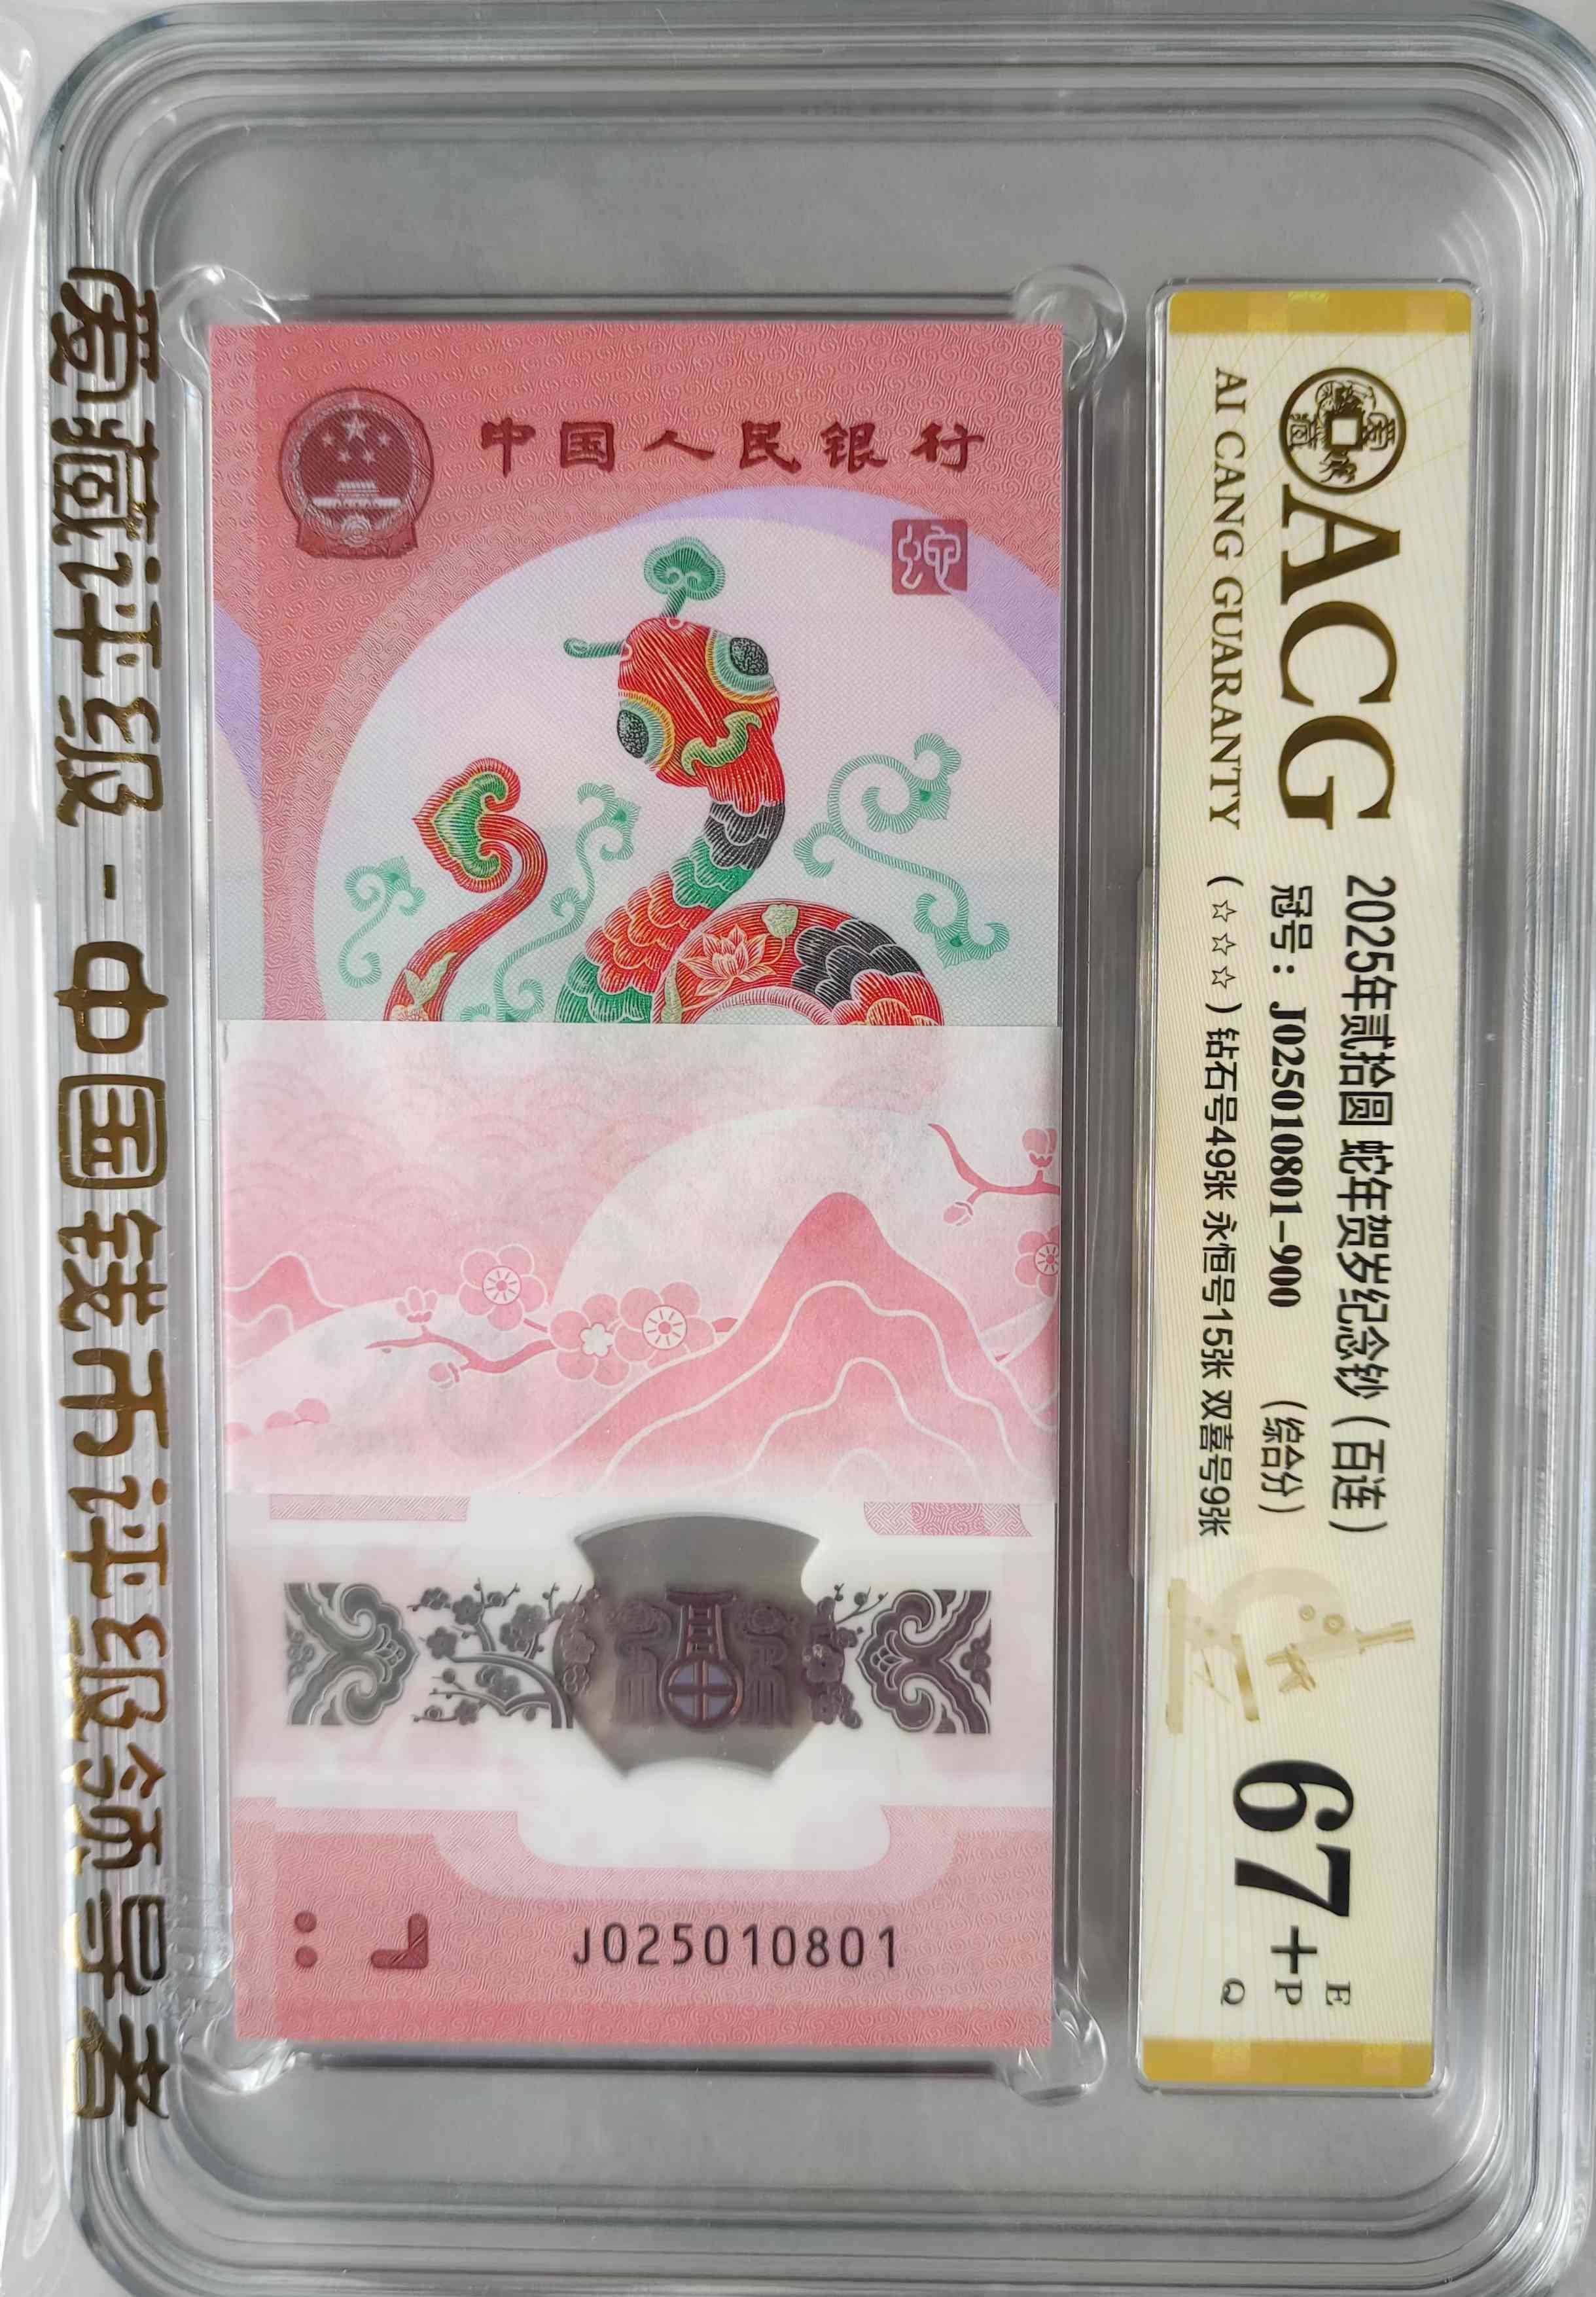 爱藏评级 - 中国钱币评级领导者
中国人民银行
蛇
J025010801
ACG
AI CANG GUARANTY
2025年贰拾圆 蛇年贺岁纪念钞（百连）
冠号：J025010801-900 （综合分）
（☆☆☆）钻石号49张 永恒号15张 双喜号9张
67+
E
P
Q